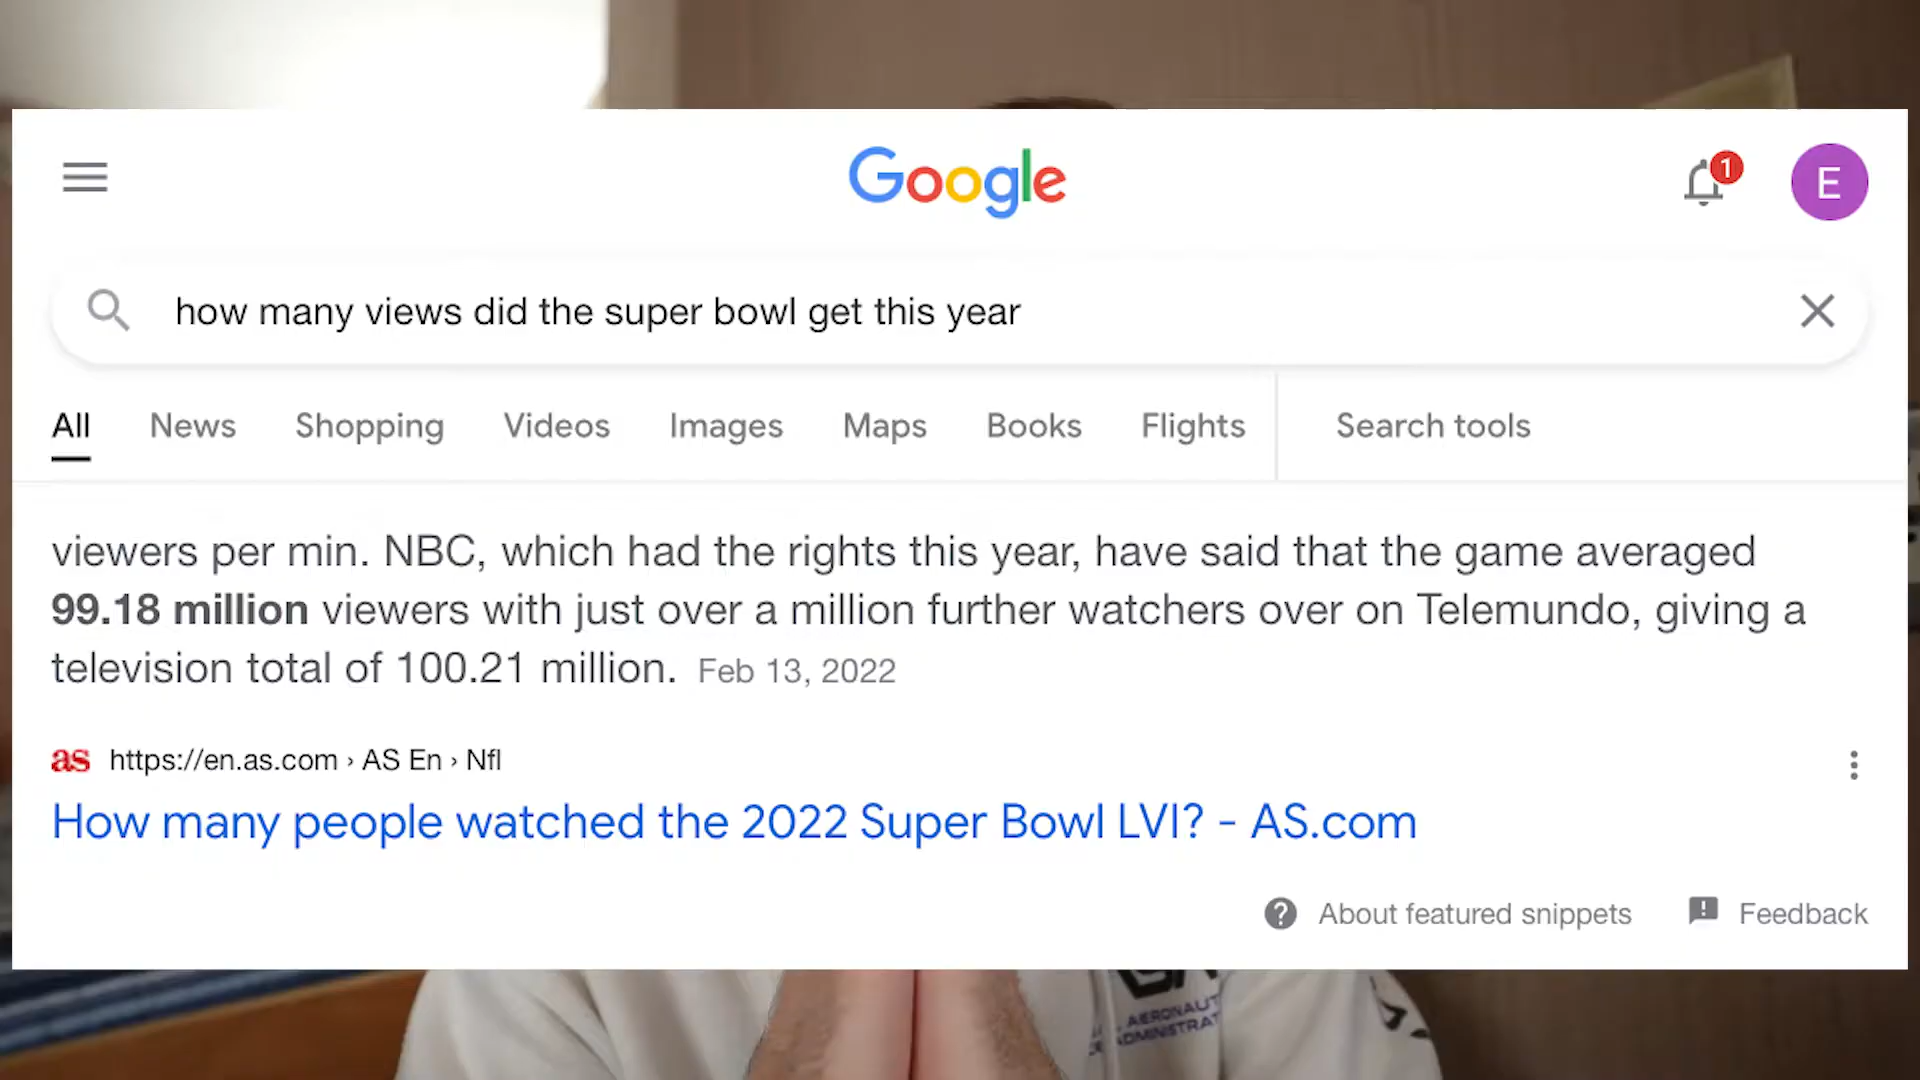 Google
1
E
how many views did the super bowl get this year
All News Shopping Videos Images Maps Books Flights Search tools
viewers per min. NBC, which had the rights this year, have said that the game averaged
99.18 million viewers with just over a million further watchers over on Telemundo, giving a
television total of 100.21 million. Feb 13, 2022
as https://en.as.com › AS En › Nfl
How many people watched the 2022 Super Bowl LVI? - AS.com
About featured snippets Feedback